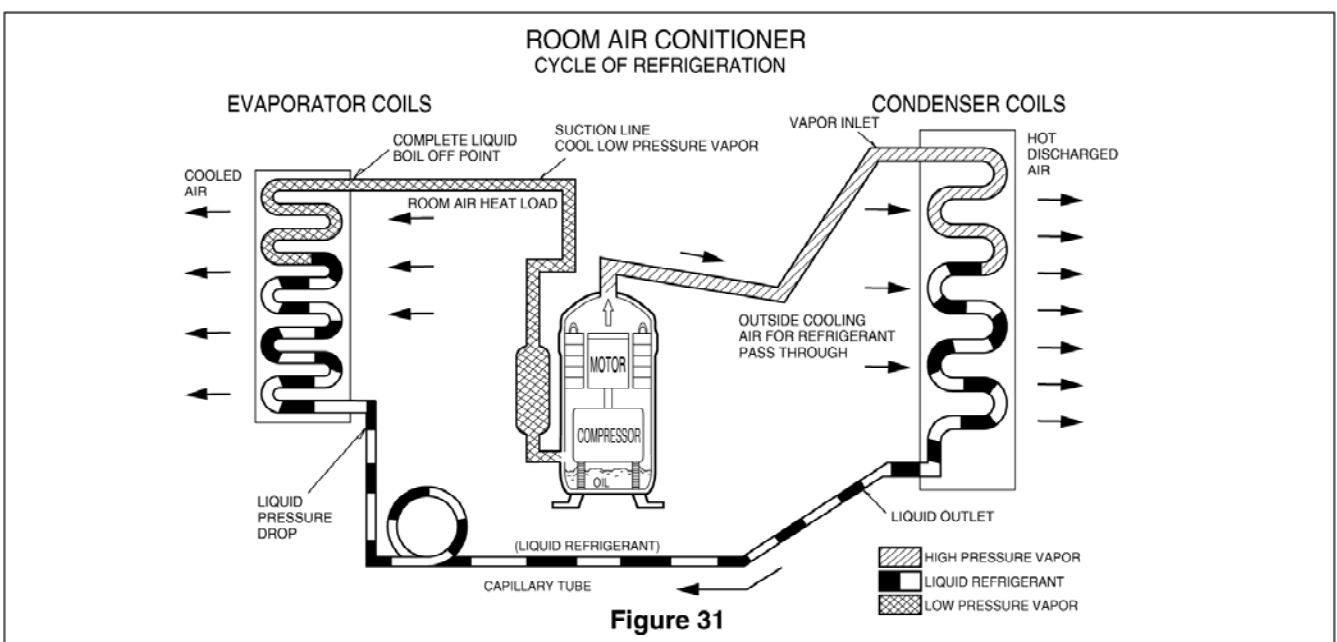 ROOM AIR CONITIONER
CYCLE OF REFRIGERATION
EVAPORATOR COILS
CONDENSER COILS
COMPLETE LIQUID
BOIL OFF POINT
SUCTION LINE
COOL LOW PRESSURE VAPOR
VAPOR INLET
HOT
DISCHARGED
AIR
COOLED
AIR
ROOM AIR HEAT LOAD
OUTSIDE COOLING
AIR FOR REFRIGERANT
PASS THROUGH
MOTOR
COMPRESSOR
OIL
LIQUID
PRESSURE
DROP
LIQUID OUTLET
(LIQUID REFRIGERANT)
CAPILLARY TUBE
HIGH PRESSURE VAPOR
LIQUID REFRIGERANT
LOW PRESSURE VAPOR
Figure 31